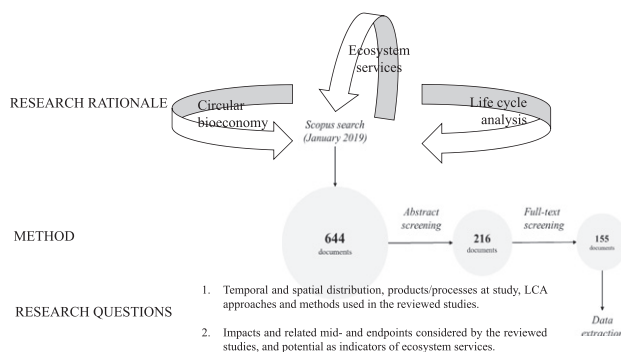 Ecosystem
services
RESEARCH RATIONALE
Circular
bioeconomy
Life cycle
analysis
Scopus search
(January 2019)
METHOD
644
documents
Abstract
screening
216
documents
Full-text
screening
155
documents
RESEARCH QUESTIONS
1. Temporal and spatial distribution, products/processes at study, LCA
approaches and methods used in the reviewed studies.
2. Impacts and related mid- and endpoints considered by the reviewed
studies, and potential as indicators of ecosystem services.
Data
extraction